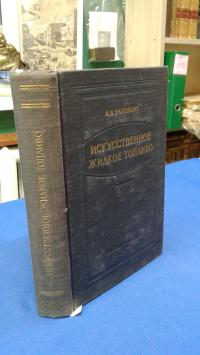 И.Б. РАПОПОРТ
ИСКУССТВЕННОЕ
ЖИДКОЕ ТОПЛИВО
ИСКУССТВЕННОЕ ЖИДКОЕ ТОПЛИВО